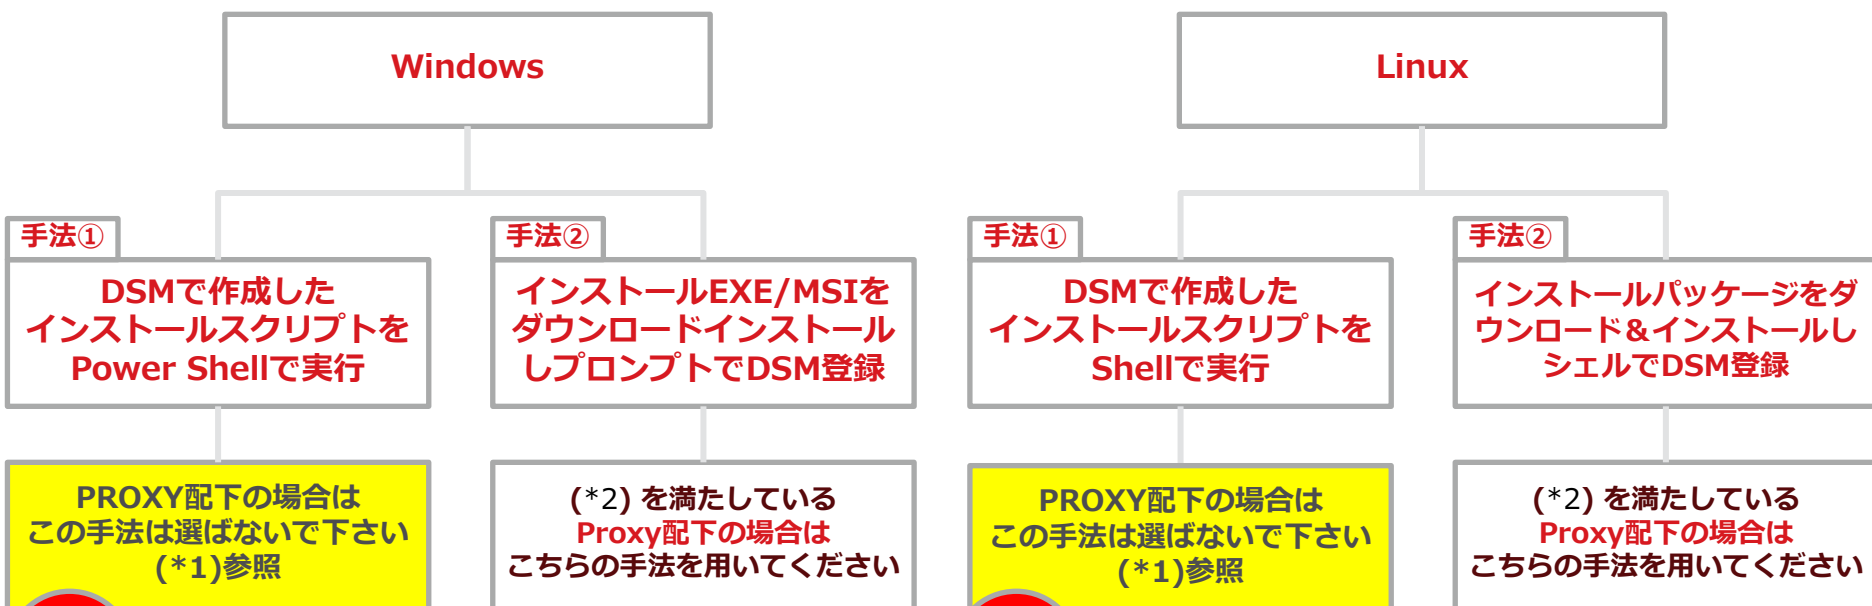 Windows
手法①
DSMで作成した
インストールスクリプトを
Power Shellで実行
PROXY配下の場合は
この手法は選ばないで下さい
(*1)参照
手法②
インストールEXE/MSIを
ダウンロードインストール
しプロンプトでDSM登録
(*2) を満たしている
Proxy配下の場合は
こちらの手法を用いてください
Linux
手法①
DSMで作成した
インストールスクリプトを
Shellで実行
PROXY配下の場合は
この手法は選ばないで下さい
(*1)参照
手法②
インストールパッケージをダ
ウンロード&インストールし
シェルでDSM登録
(*2) を満たしている
Proxy配下の場合は
こちらの手法を用いてください